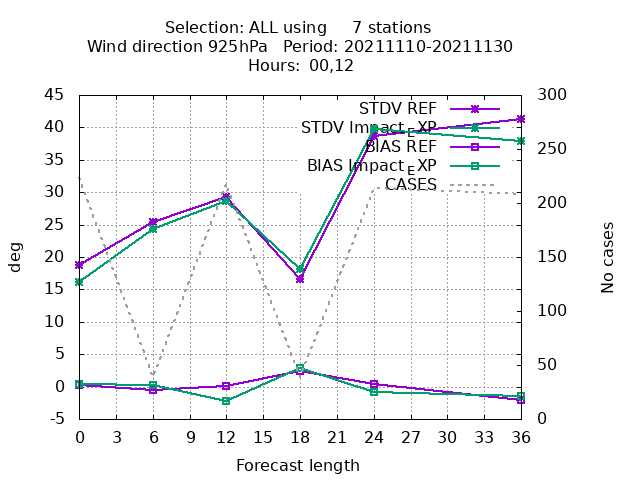 Selection: ALL using     7 stations
Wind direction 925hPa   Period: 20211110-20211130
Hours: 00,12
45 300
STDV REF
40 STDV Impact_EXP
250
BIAS REF
35 BIAS Impact_EXP
CASES
30 200
25
deg 20 150 No cases
15
10 100
5 50
0
-5 0
0 3 6 9 12 15 18 21 24 27 30 33 36
Forecast length